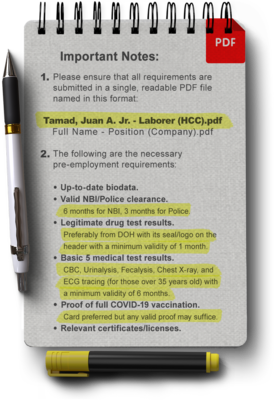 PDF
Important Notes:
1. Please ensure that all requirements are
submitted in a single, readable PDF file
named in this format:
Tamad, Juan A. Jr. - Laborer (HCC).pdf
Full Name - Position (Company).pdf
2. The following are the necessary
pre-employment requirements:
• Up-to-date biodata.
• Valid NBI/Police clearance.
6 months for NBI, 3 months for Police.
• Legitimate drug test results.
Preferably from DOH with its seal/logo on the
header with a minimum validity of 1 month.
• Basic 5 medical test results.
CBC, Urinalysis, Fecalysis, Chest X-ray, and
ECG tracing (for those over 35 years old) with
a minimum validity of 6 months.
• Proof of full COVID-19 vaccination.
Card preferred but any valid proof may suffice.
• Relevant certificates/licenses.